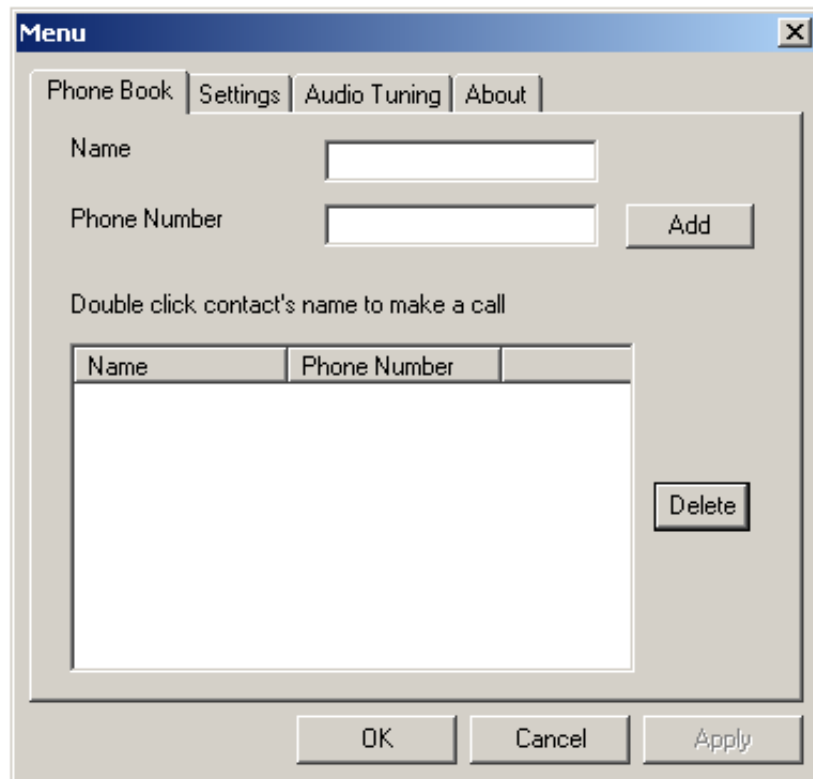 Menu
Phone Book Settings Audio Tuning About
Name
Phone Number Add
Double click contact's name to make a call
Name Phone Number
Delete
OK Cancel Apply